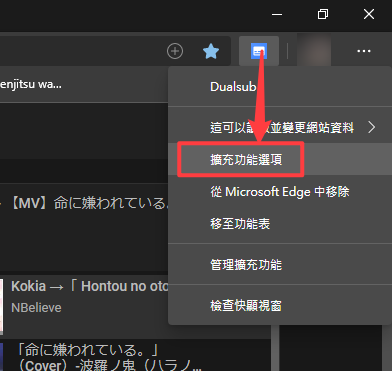 enjitsu wa...
Dualsub
這可以
並變更網站資料
擴充功能選項
【MV】命に嫌われている。
從 Microsoft Edge 中移除
移至功能表
管理擴充功能
Kokia →「 Hontou no oto
NBelieve
檢查快顯視窗
「命に嫌われている。」
（Cover）-波羅ノ鬼（ハラノ...